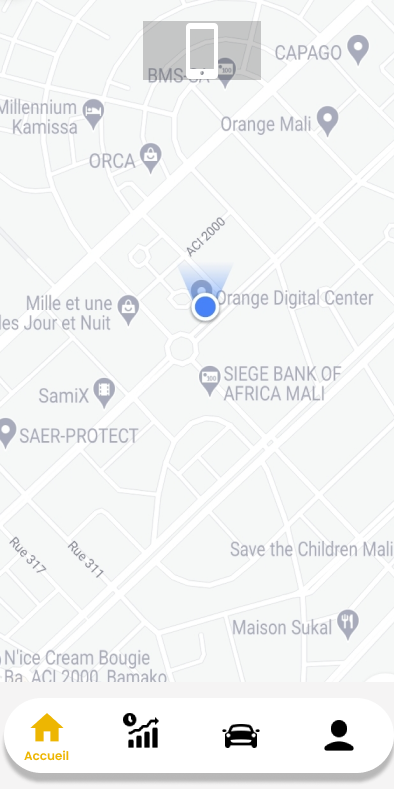 CAPAGO
BMS-SA
Millennium
Kamissa
Orange Mali
ORCA
ACI 2000
Orange Digital Center
Mille et une
les Jour et Nuit
SIEGE BANK OF
AFRICA MALI
SamiX
SAER-PROTECT
Rue 317
Rue 311
Save the Children Mali
Maison Sukal
N'ice Cream Bougie
Ba, ACI 2000, Bamako
Accueil